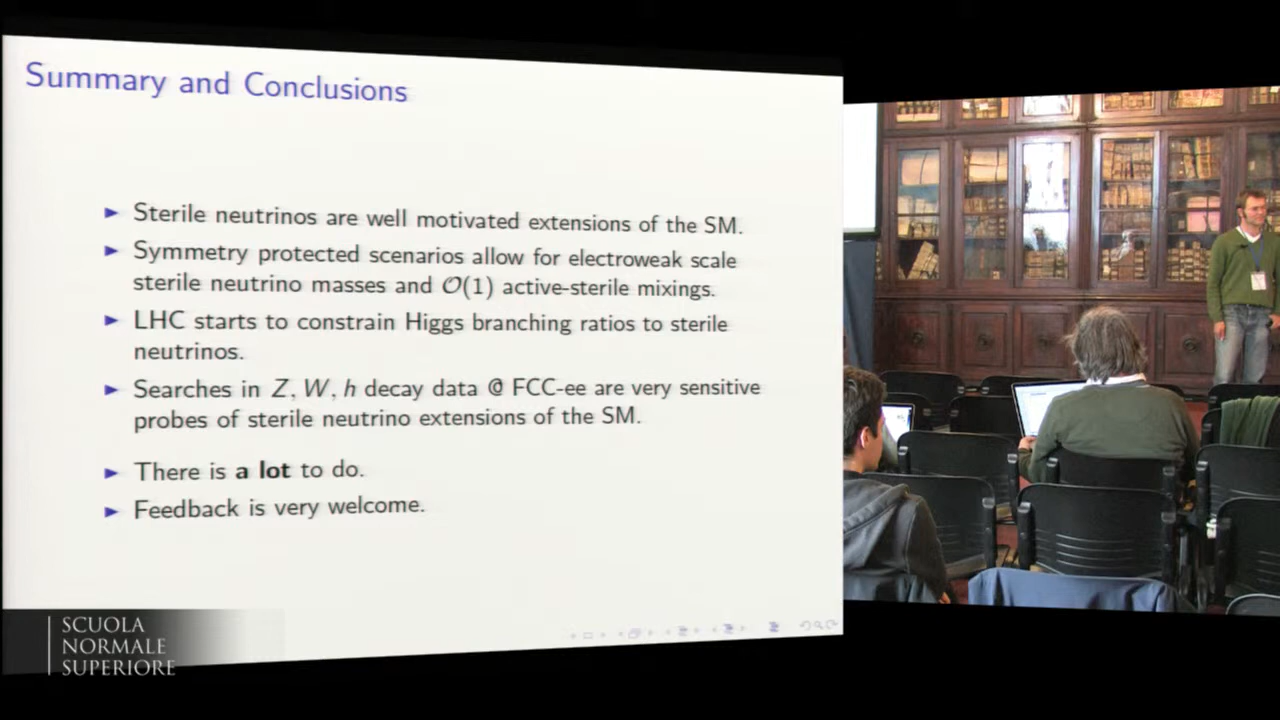 Summary and Conclusions
► Sterile neutrinos are well motivated extensions of the SM.
► Symmetry protected scenarios allow for electroweak scale
sterile neutrino masses and O(1) active-sterile mixings.
► LHC starts to constrain Higgs branching ratios to sterile
neutrinos.
► Searches in Z, W, h decay data @ FCC-ee are very sensitive
probes of sterile neutrino extensions of the SM.
► There is a lot to do.
► Feedback is very welcome.
SCUOLA
NORMALE
SUPERIORE